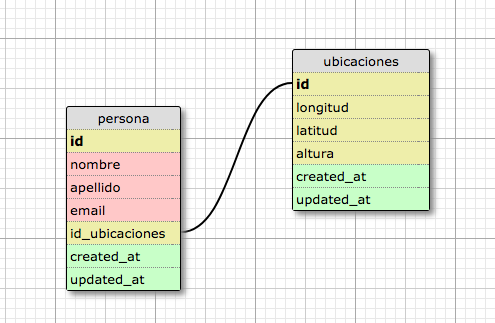 persona
id
nombre
apellido
email
id_ubicaciones
created_at
updated_at
ubicaciones
id
longitud
latitud
altura
created_at
updated_at